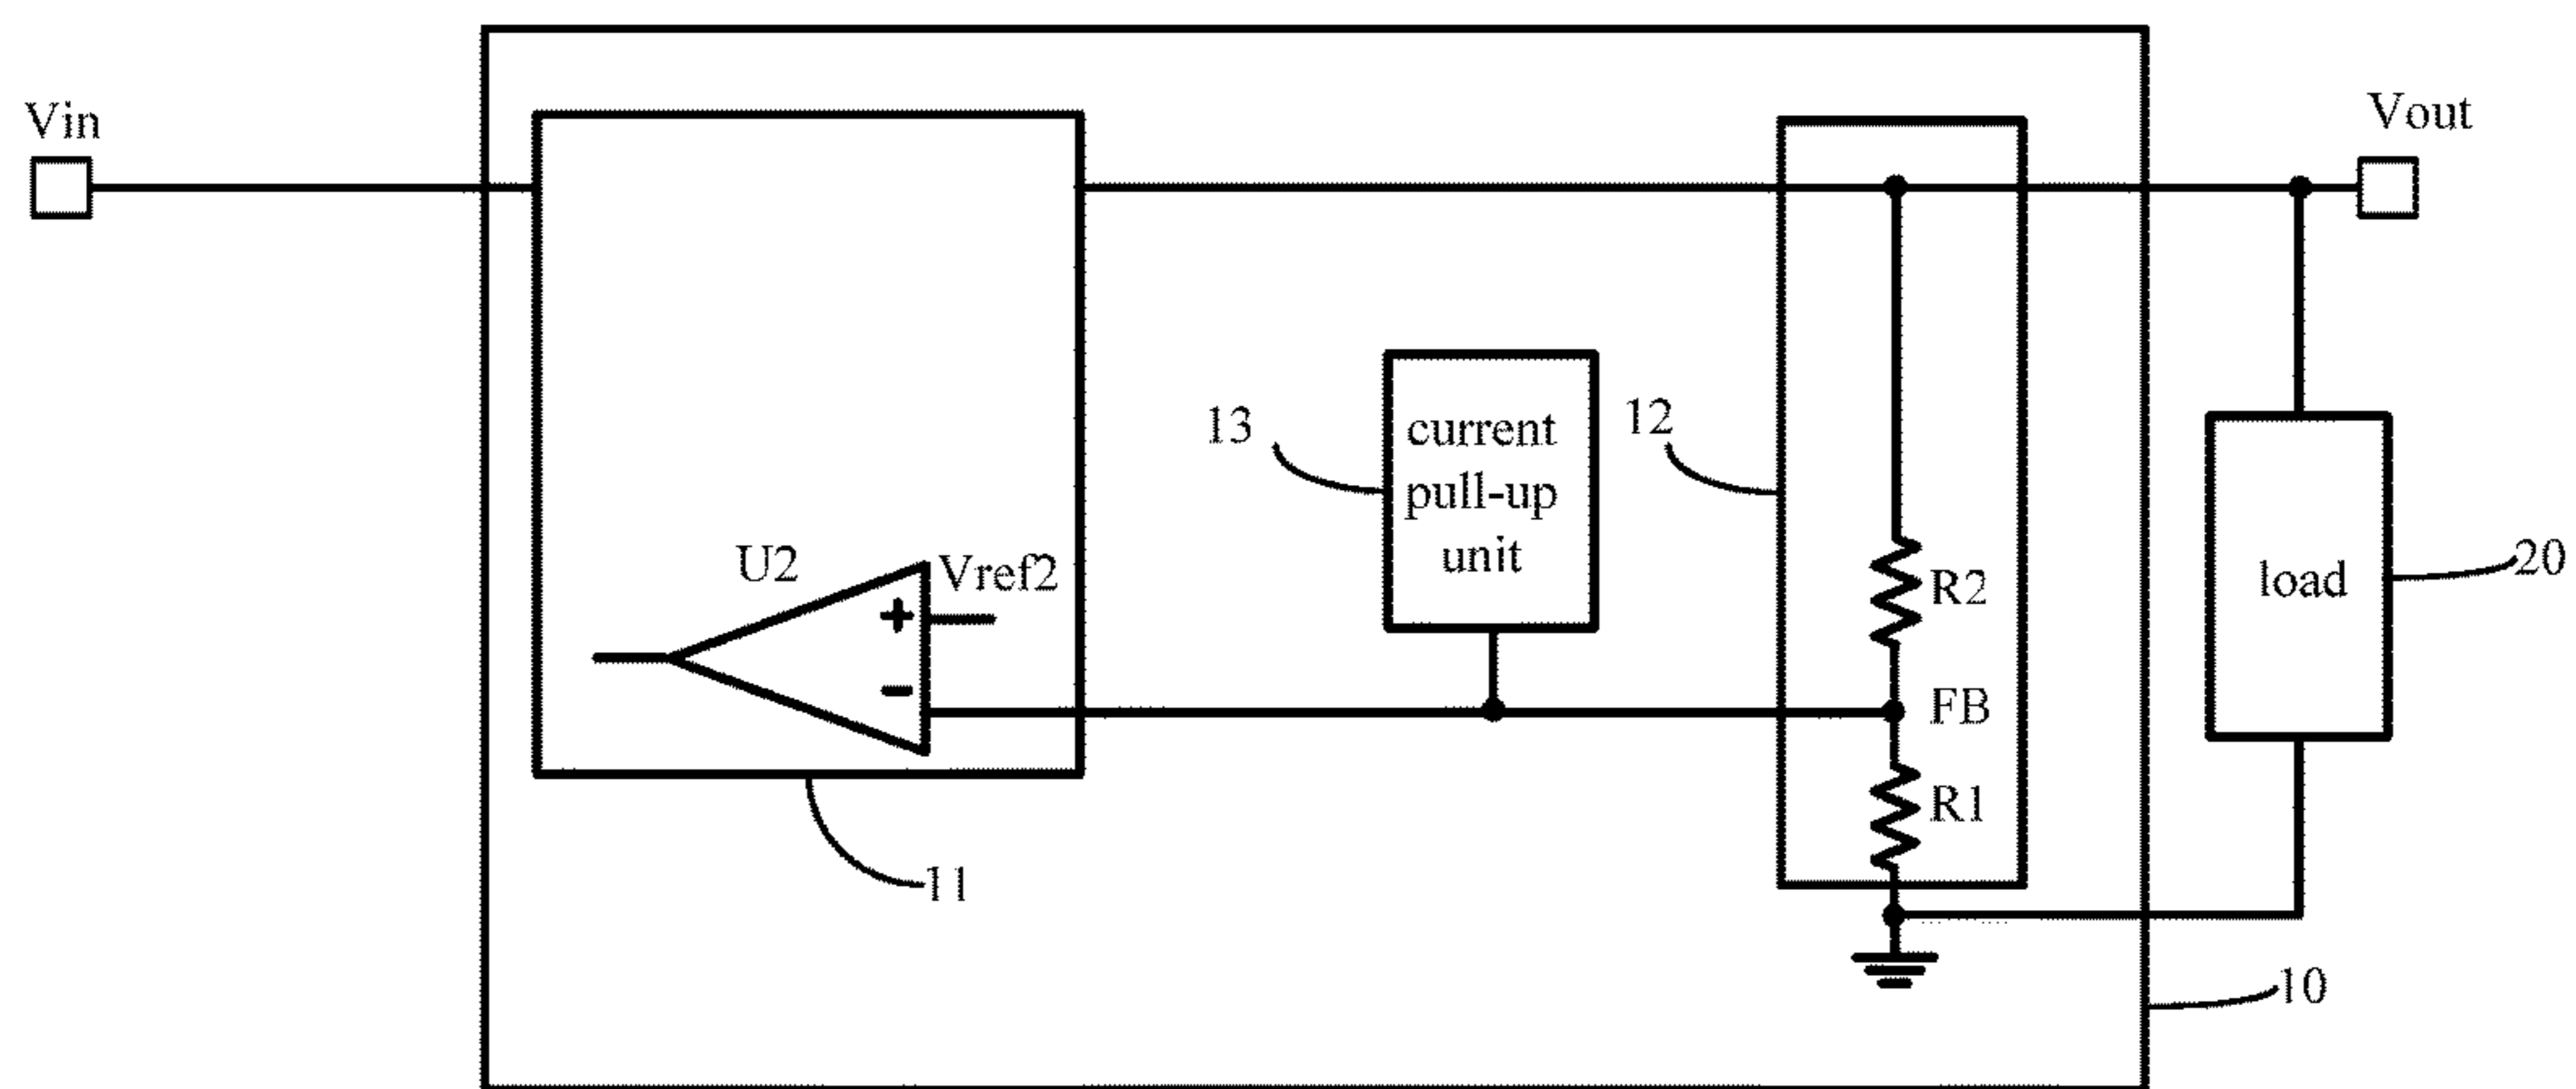 Vin
Vout
13
current
pull-up
unit
12
U2
Vref2
+
-
R2
FB
R1
load
20
11
10